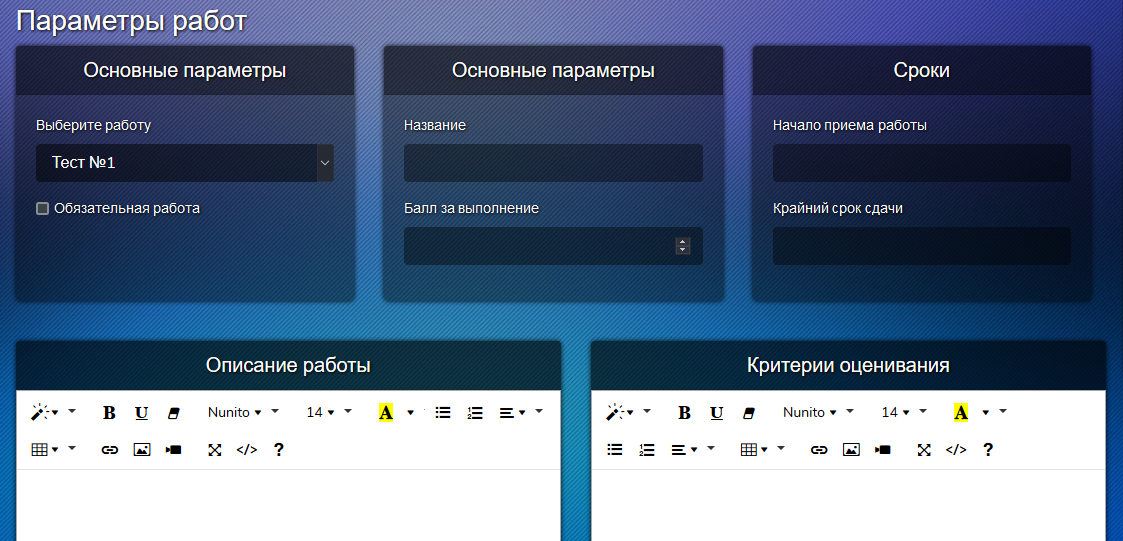 Параметры работ
Основные параметры
Выберите работу
Тест №1
Обязательная работа
Основные параметры
Название
Балл за выполнение
Сроки
Начало приема работы
Крайний срок сдачи
Описание работы
B U Nunito 14 A
</> ?
Критерии оценивания
B U Nunito 14 A
</> ?